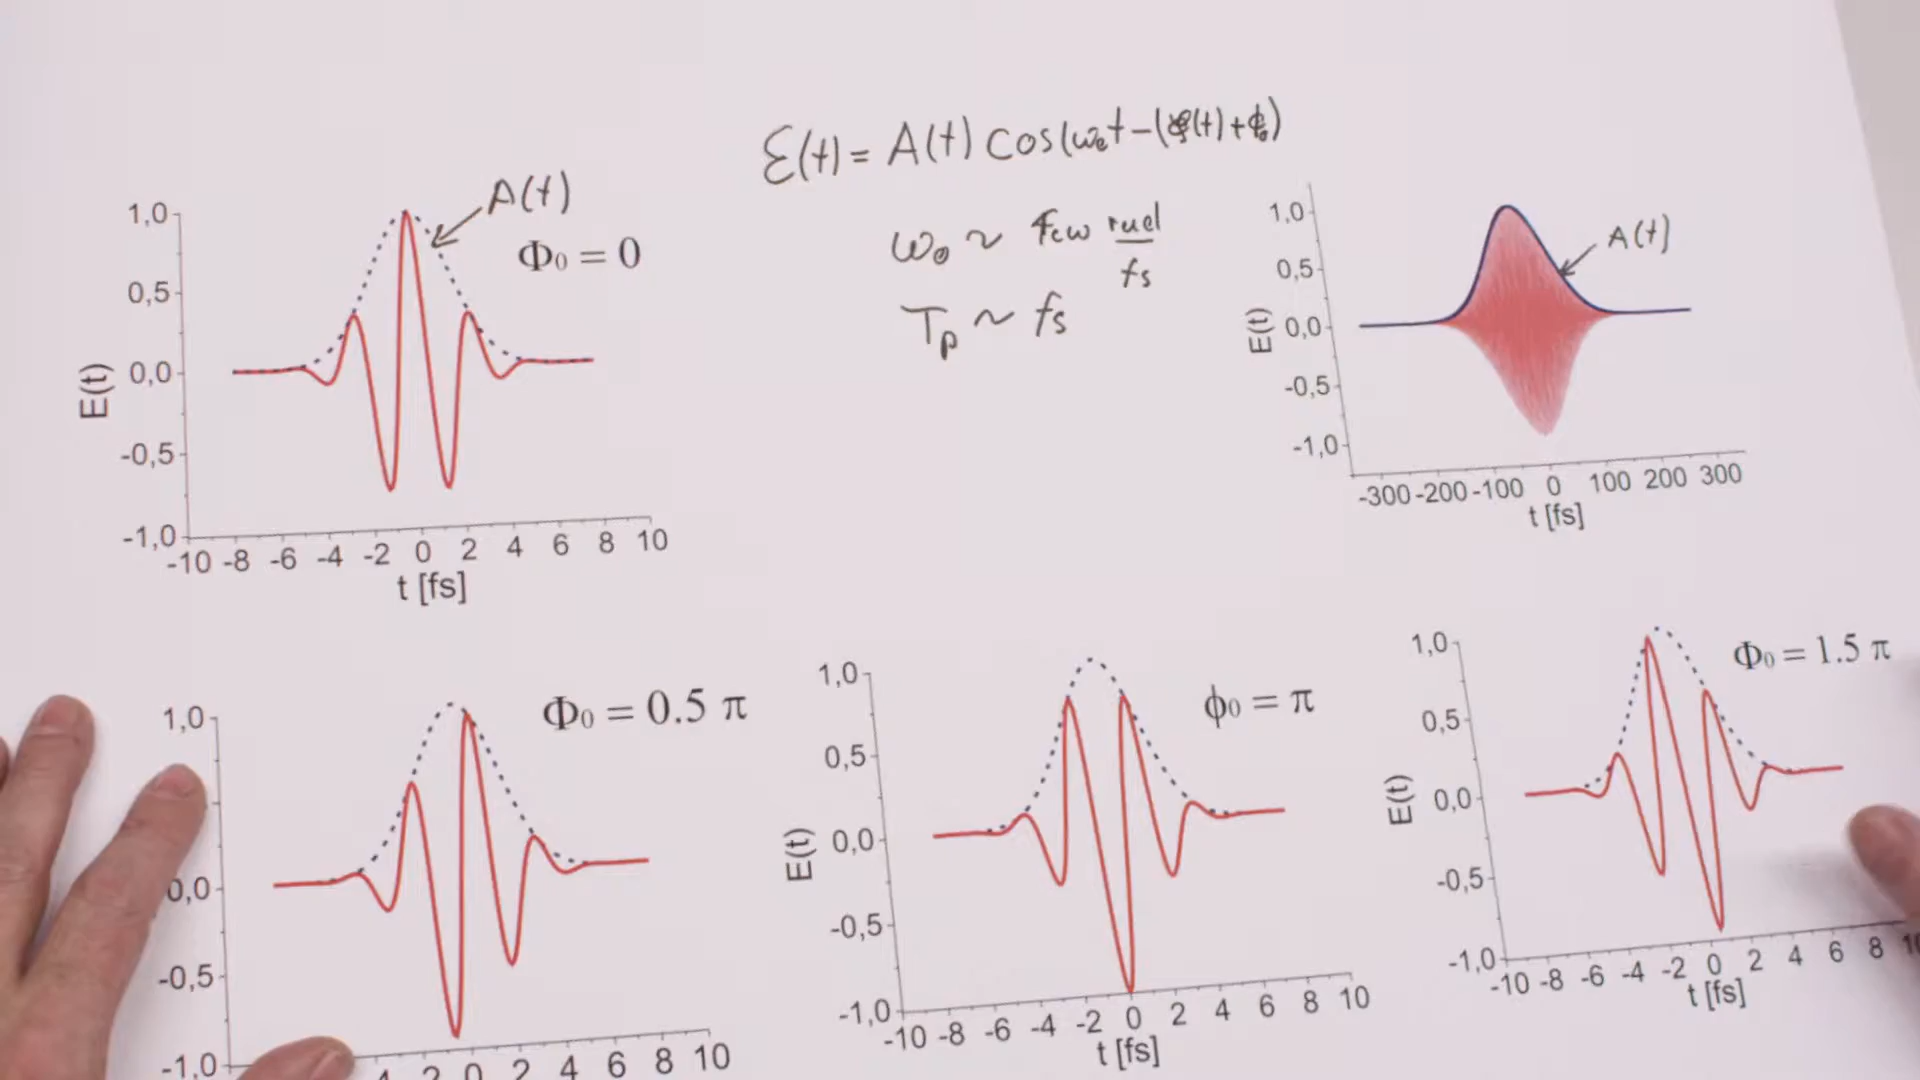 Ɛ(t) = A(t) cos(ω₀t – (φ(t) + ϕ₀)
ω₀ ~ few rad/fs
Tp ~ fs
1,0
0,5
0,0
-0,5
-1,0
E(t)
A(t)
Φ₀ = 0
-10 -8 -6 -4 -2 0 2 4 6 8 10
t [fs]
1,0
0,5
0,0
-0,5
-1,0
E(t)
A(t)
-300 -200 -100 0 100 200 300
t [fs]
1,0
0,0
-0,5
-1,0
Φ₀ = 0.5 π
0 2 4 6 8 10
1,0
0,5
0,0
-0,5
-1,0
E(t)
ϕ₀ = π
-10 -8 -6 -4 -2 0 2 4 6 8 10
t [fs]
1,0
0,5
0,0
-0,5
-1,0
E(t)
Φ₀ = 1.5 π
-10 -8 -6 -4 -2 0 2 4 6 8 10
t [fs]